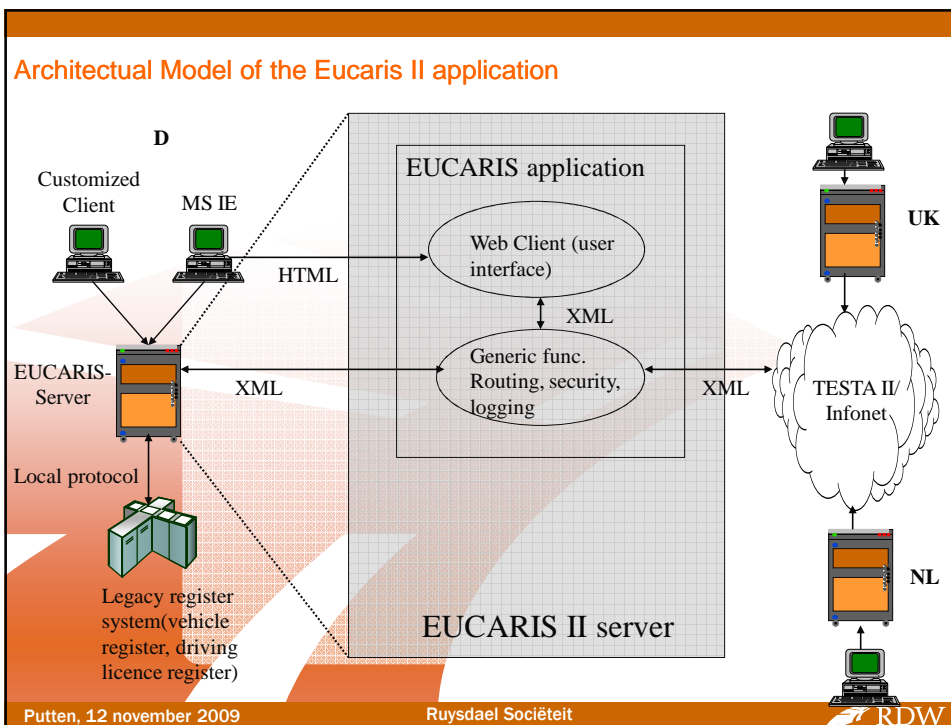 Architectual Model of the Eucaris II application
D
Customized
Client
MS IE
HTML
EUCARIS-
Server
XML
Local protocol
Legacy register
system(vehicle
register, driving
licence register)
EUCARIS application
Web Client (user
interface)
XML
Generic func.
Routing, security,
logging
EUCARIS II server
XML
UK
TESTA II/
Infonet
NL
Putten, 12 november 2009
Ruysdael Sociëteit
RDW